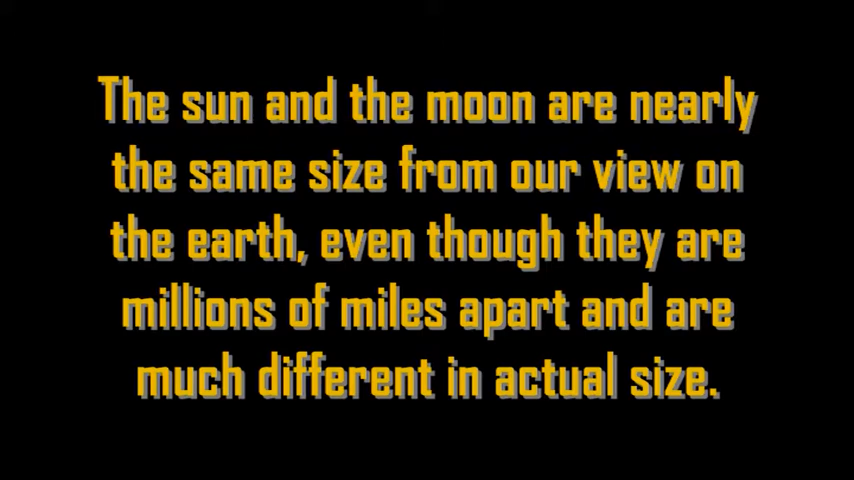 The sun and the moon are nearly
the same size from our view on
the earth, even though they are
millions of miles apart and are
much different in actual size.